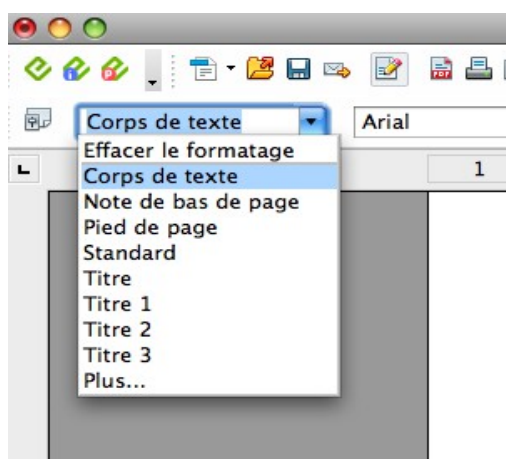 Corps de texte
Arial
Effacer le formatage
1
Corps de texte
Note de bas de page
Pied de page
Standard
Titre
Titre 1
Titre 2
Titre 3
Plus...